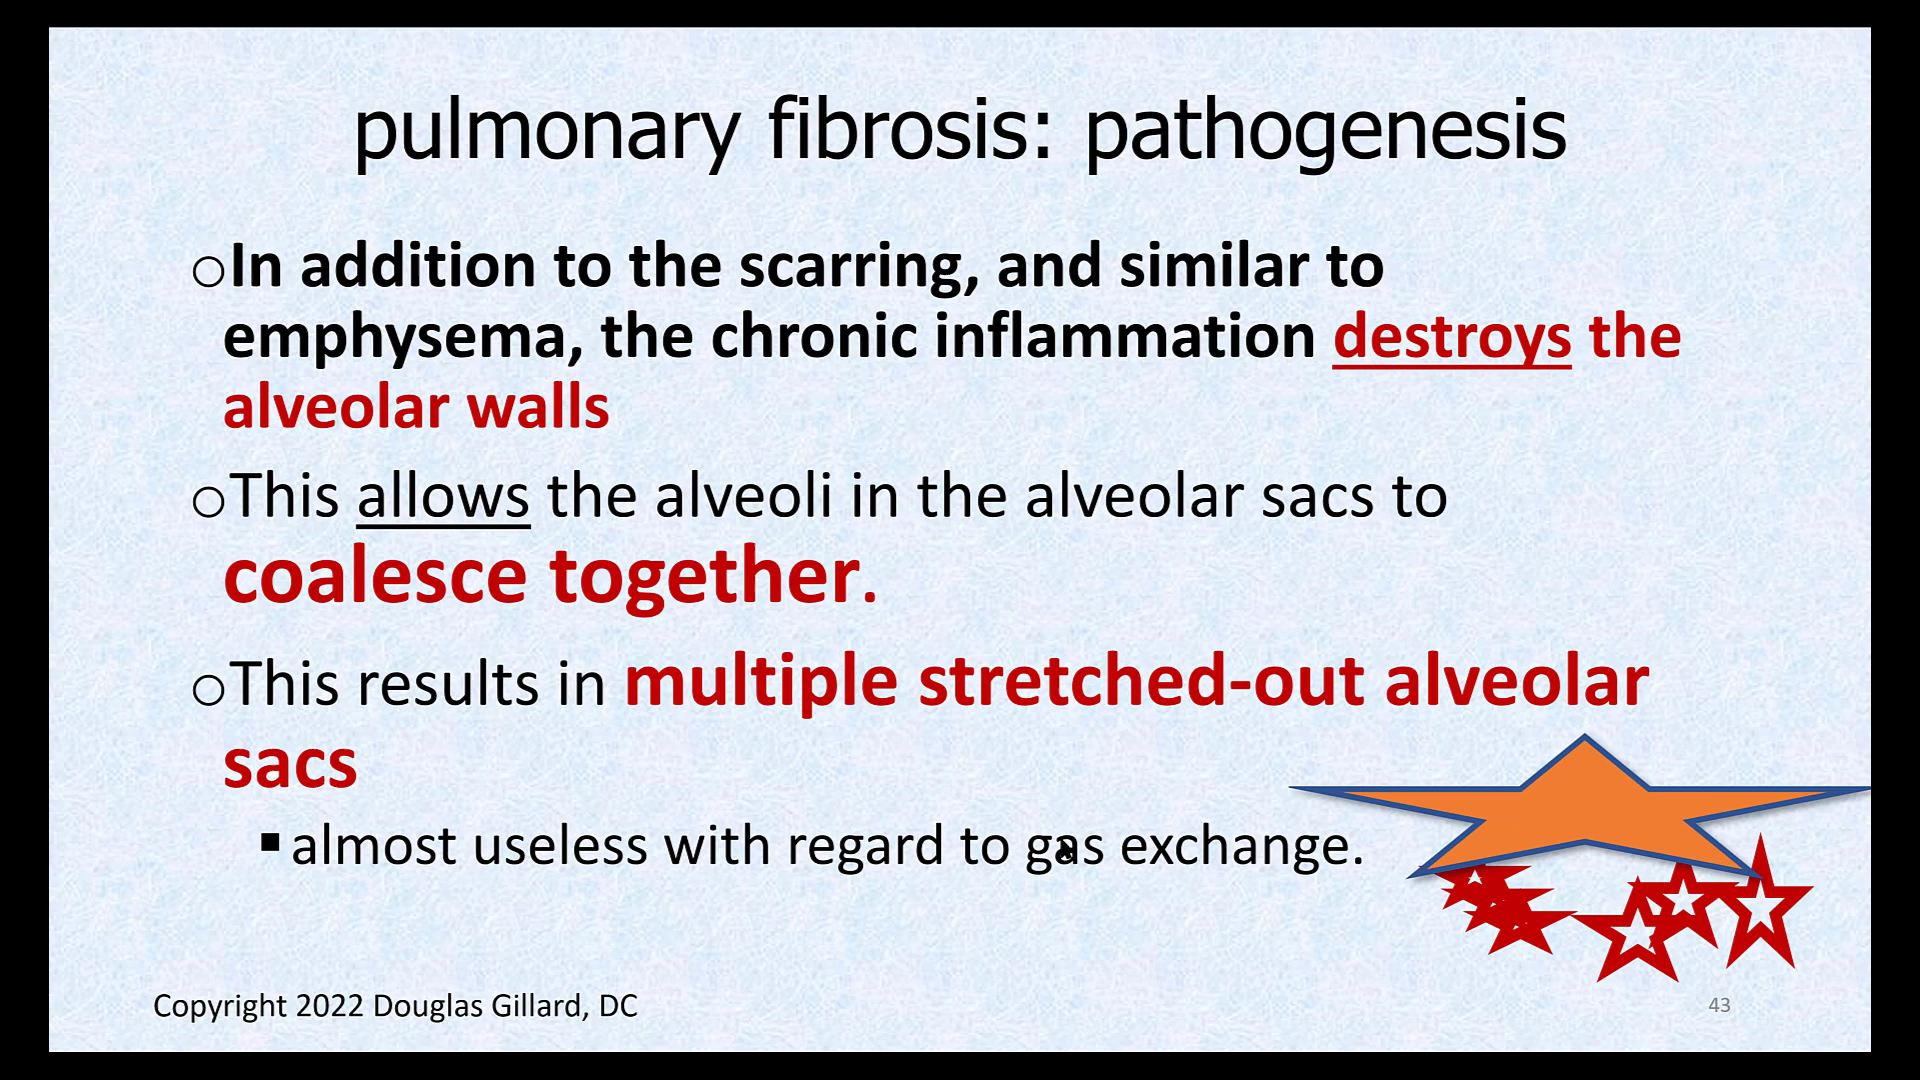 pulmonary fibrosis: pathogenesis
oIn addition to the scarring, and similar to
emphysema, the chronic inflammation destroys the
alveolar walls
oThis allows the alveoli in the alveolar sacs to
coalesce together.
oThis results in multiple stretched-out alveolar
sacs
▪almost useless with regard to gas exchange.
Copyright 2022 Douglas Gillard, DC
43